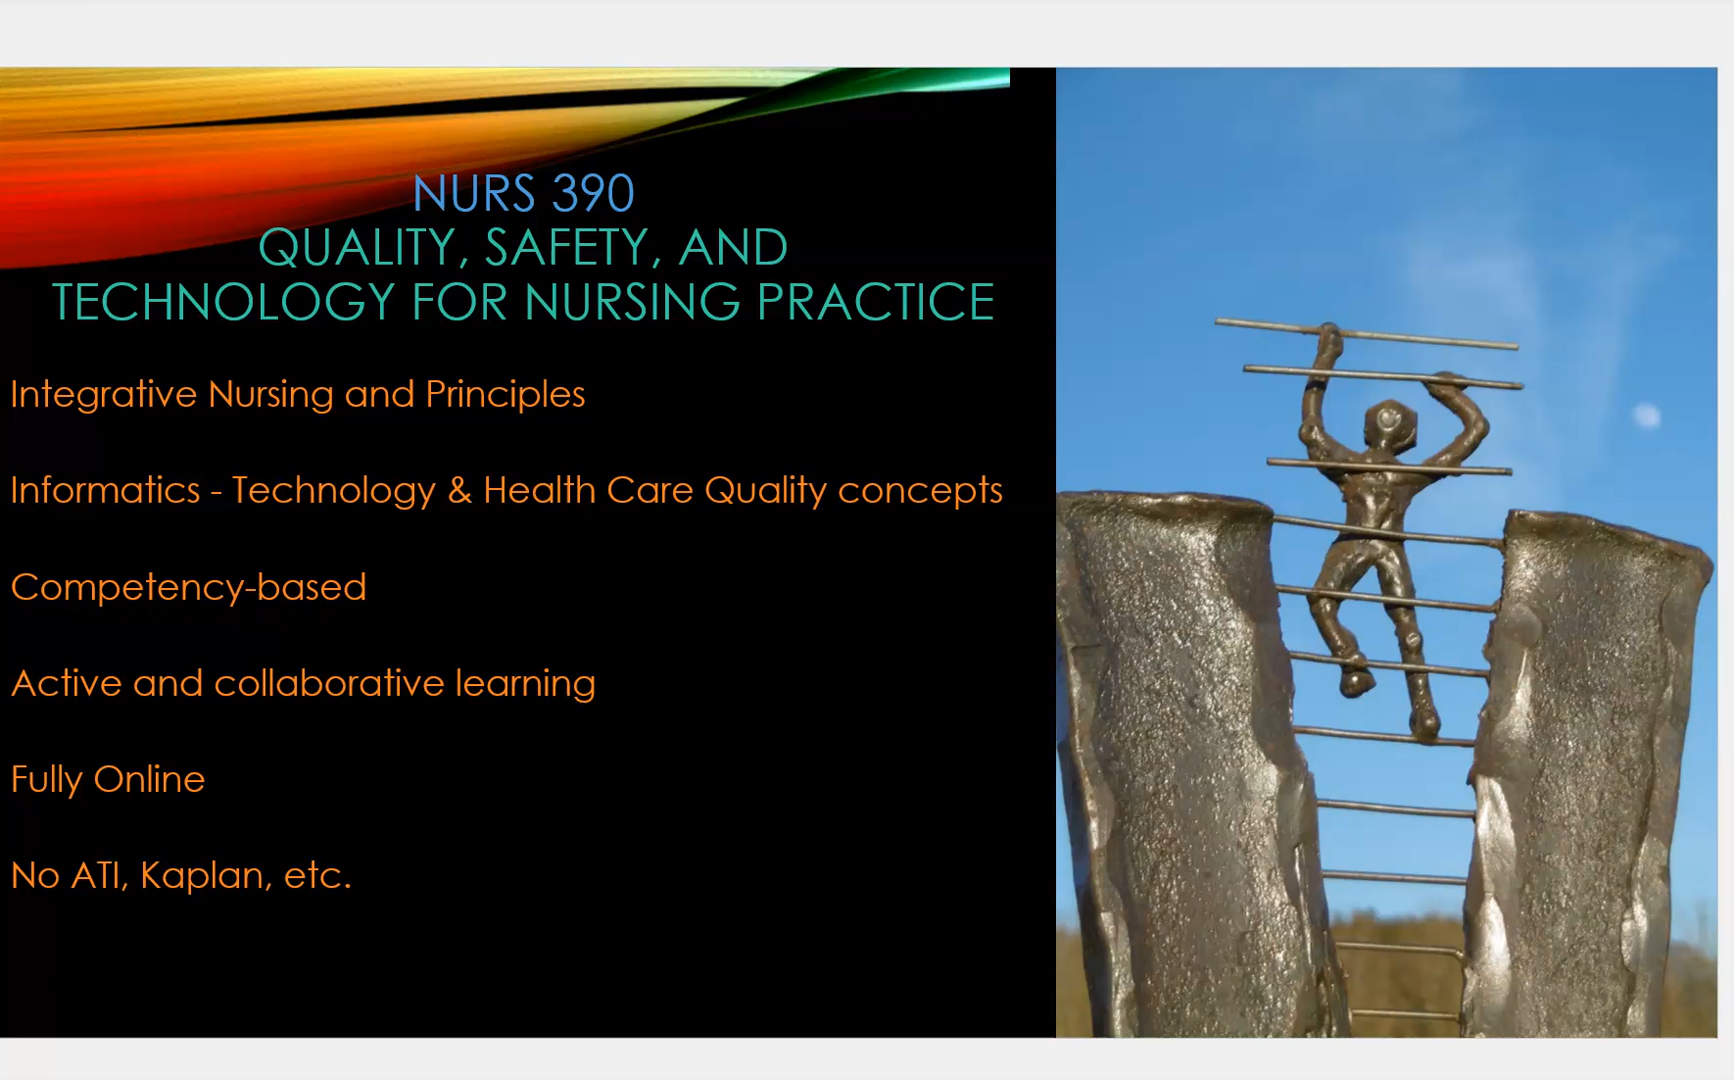 NURS 390
QUALITY, SAFETY, AND
TECHNOLOGY FOR NURSING PRACTICE
Integrative Nursing and Principles
Informatics - Technology & Health Care Quality concepts
Competency-based
Active and collaborative learning
Fully Online
No ATI, Kaplan, etc.